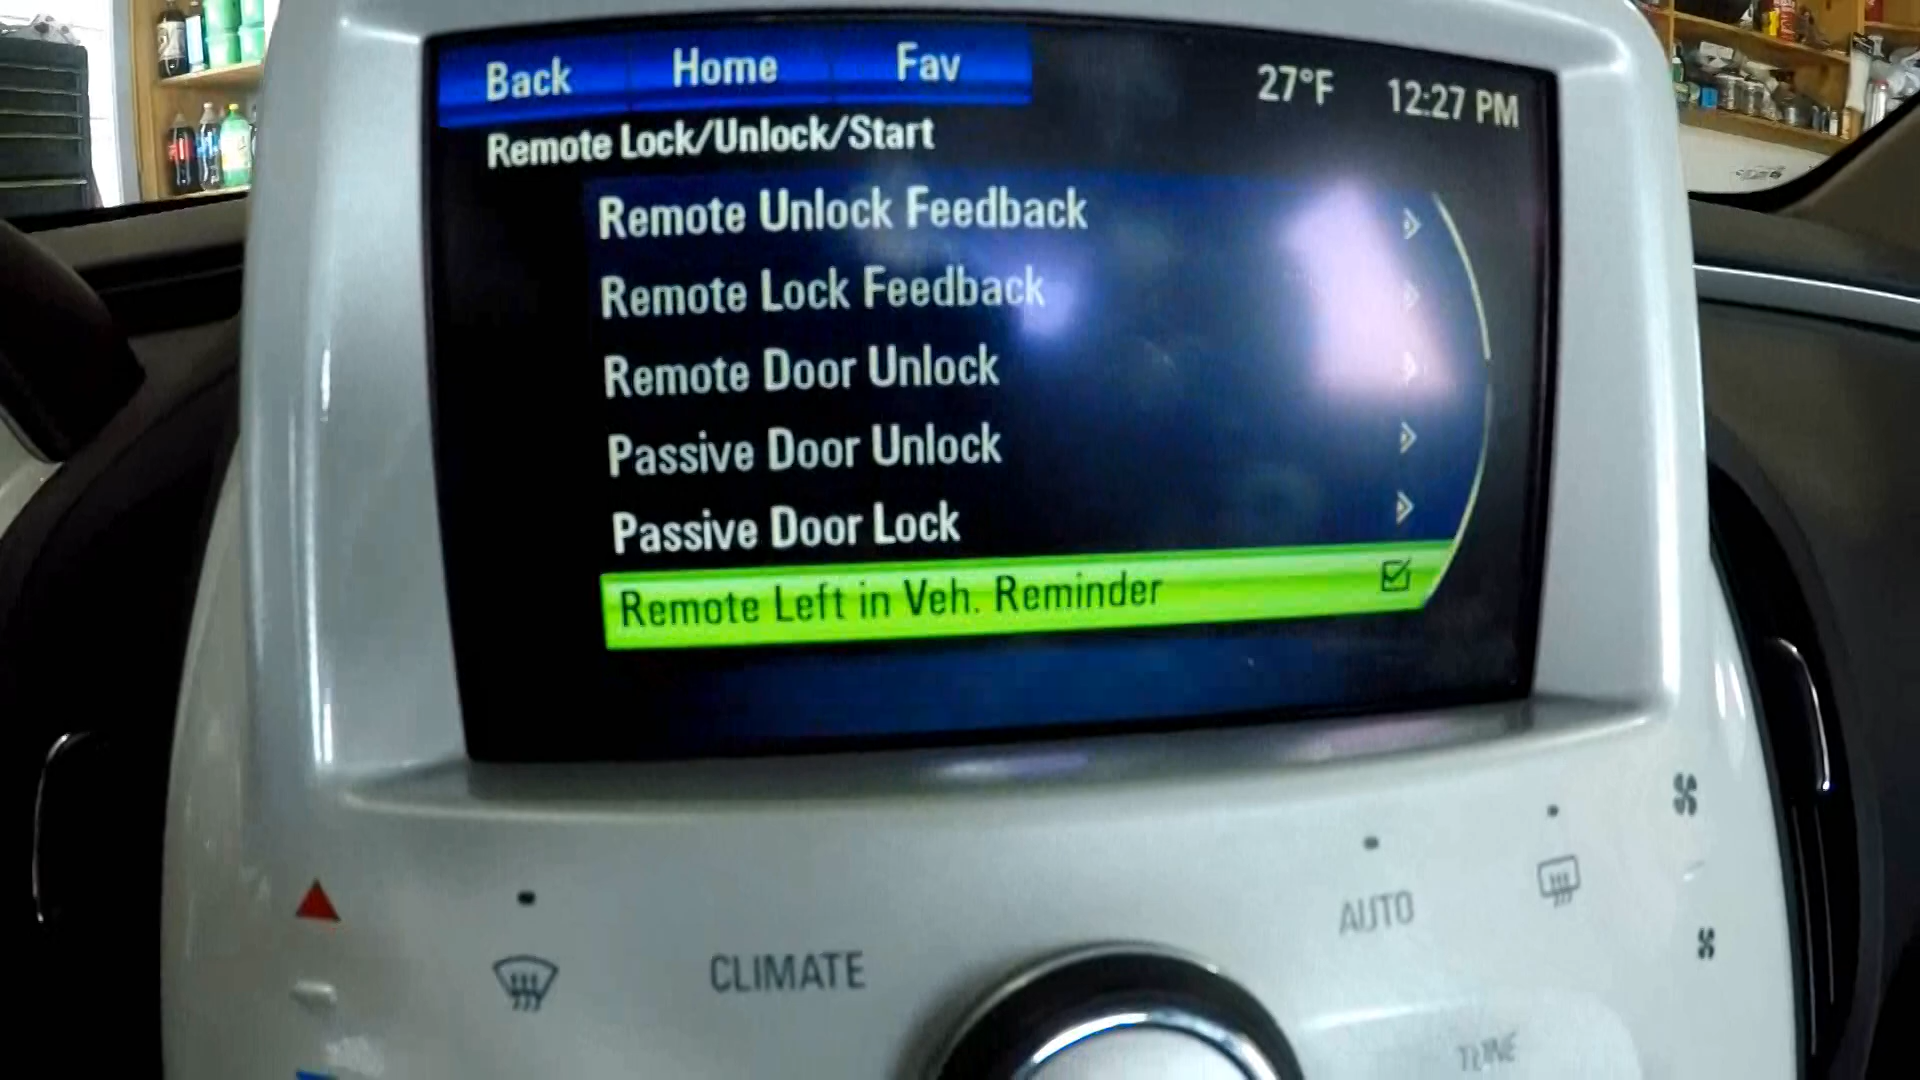 Back Home Fav 27°F 12:27 PM
Remote Lock/Unlock/Start
Remote Unlock Feedback
Remote Lock Feedback
Remote Door Unlock
Passive Door Unlock
Passive Door Lock
Remote Left in Veh. Reminder
AUTO
CLIMATE
TUNE